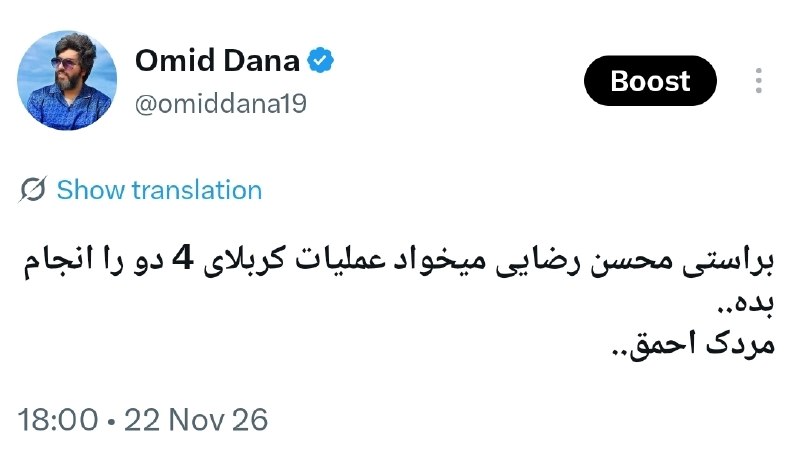 Omid Dana
@omiddana19
Boost
Show translation
براستی محسن رضایی میخواد عملیات کربلای 4 دو را انجام
بده..
مردک احمق..
18:00 • 22 Nov 26